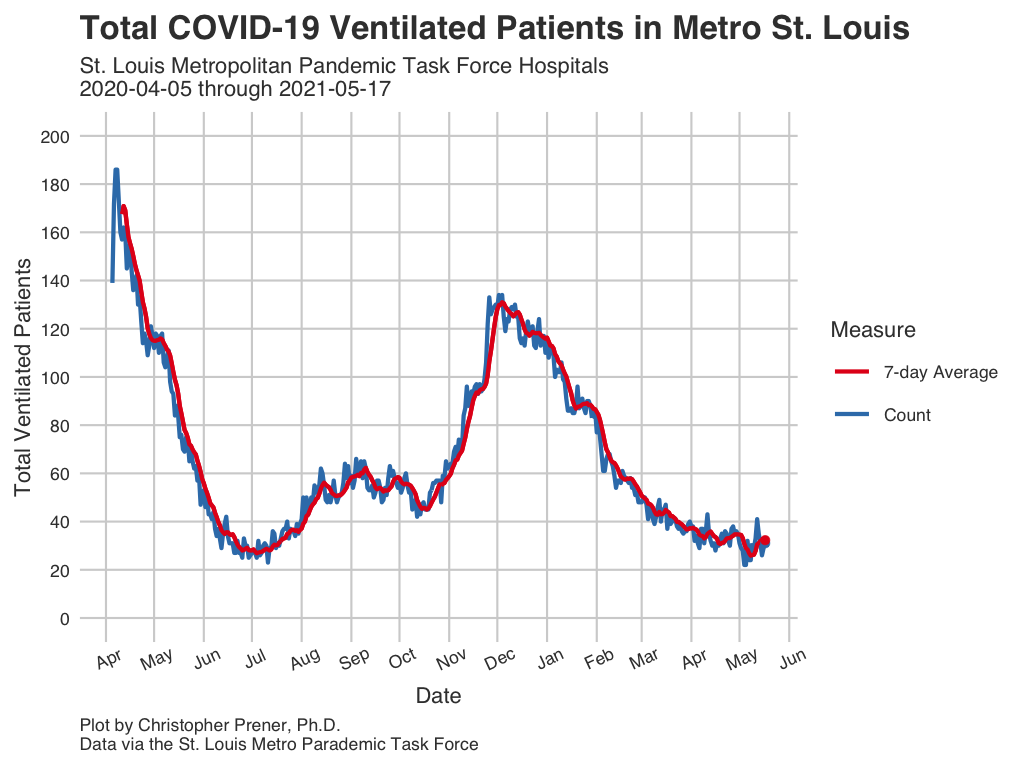 Total COVID-19 Ventilated Patients in Metro St. Louis
St. Louis Metropolitan Pandemic Task Force Hospitals
2020-04-05 through 2021-05-17
200
180
160
140
120
100
80
60
40
20
0
Total Ventilated Patients
Apr May Jun Jul Aug Sep Oct Nov Dec Jan Feb Mar Apr May Jun
Date
Measure
7-day Average
Count
Plot by Christopher Prener, Ph.D.
Data via the St. Louis Metro Parademic Task Force